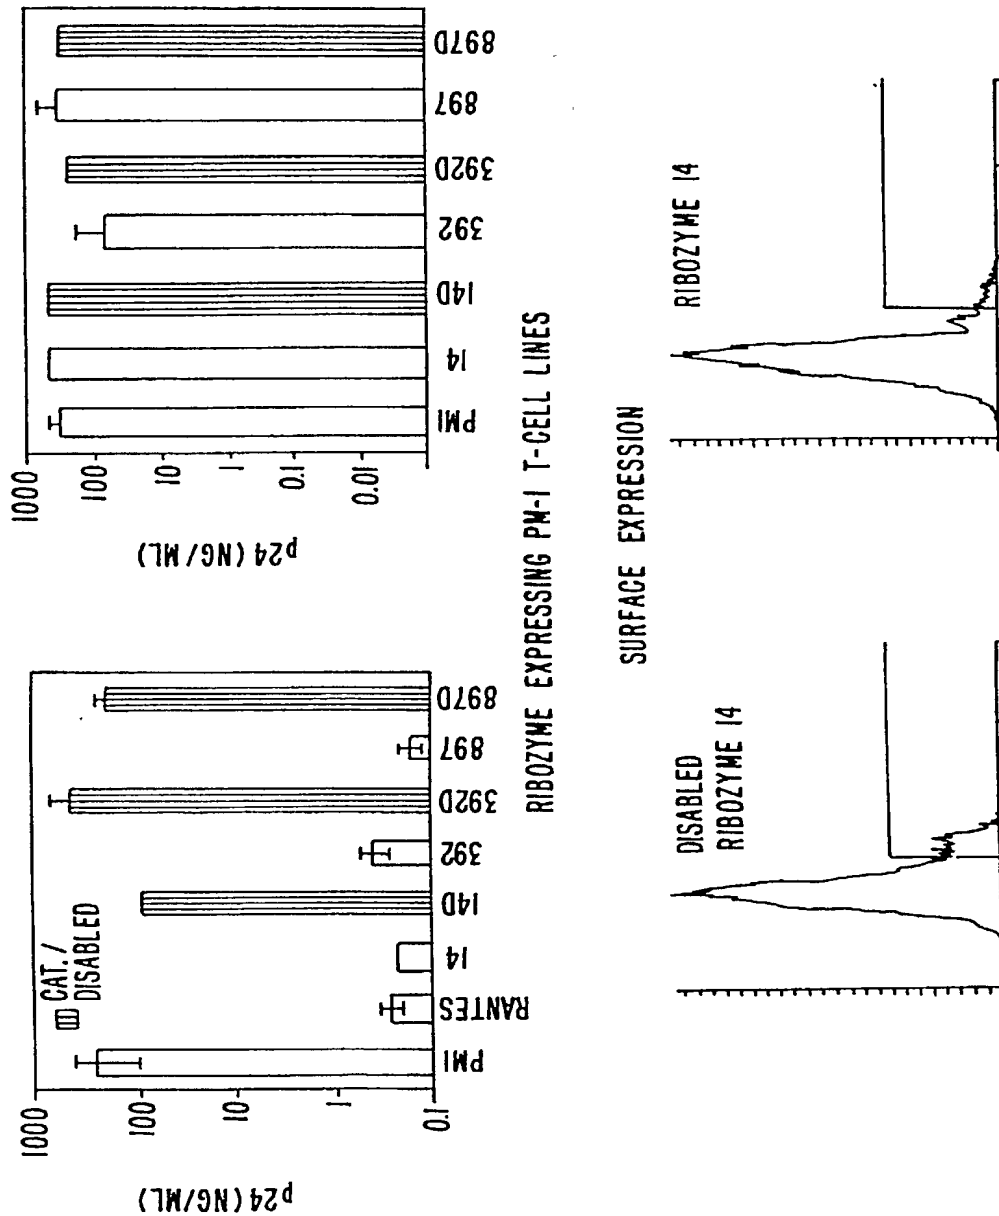 1000
100
10
1
0.1
p24 (NG/ML)
CAT./
DISABLED
PM1
RANTES
14
14D
392
392D
897
897D
1000
100
10
1
0.1
0.01
p24 (NG/ML)
PM1
14
14D
392
392D
897
897D
RIBOZYME EXPRESSING PM-1 T-CELL LINES
SURFACE EXPRESSION
DISABLED
RIBOZYME 14
RIBOZYME 14